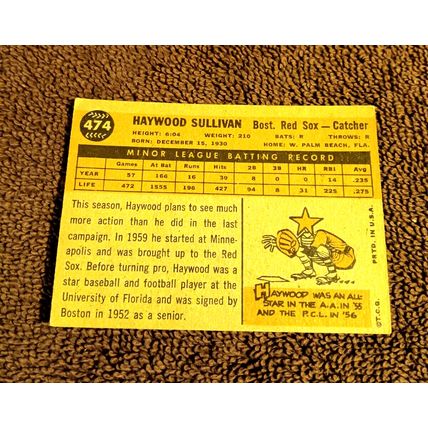 474
HAYWOOD SULLIVAN Bost. Red Sox — Catcher
HEIGHT: 6:04 WEIGHT: 210 BATS: R THROWS: R
BORN: DECEMBER 15, 1930 HOME: W. PALM BEACH, FLA.
MINOR LEAGUE BATTING RECORD
Games At Bat Runs Hits 2B 3B HR RBI Avg.
YEAR 57 166 16 39 8 0 0 14 .235
LIFE 472 1555 196 427 94 8 31 225 .275
This season, Haywood plans to see much
more action than he did in the last
campaign. In 1959 he started at Minne-
apolis and was brought up to the Red
Sox. Before turning pro, Haywood was a
star baseball and football player at the
University of Florida and was signed by
Boston in 1952 as a senior.
HAYWOOD WAS AN ALL-
STAR IN THE A.A. IN '55
AND THE P.C.L. IN '56
©T.C.G. PRTD. IN U.S.A.